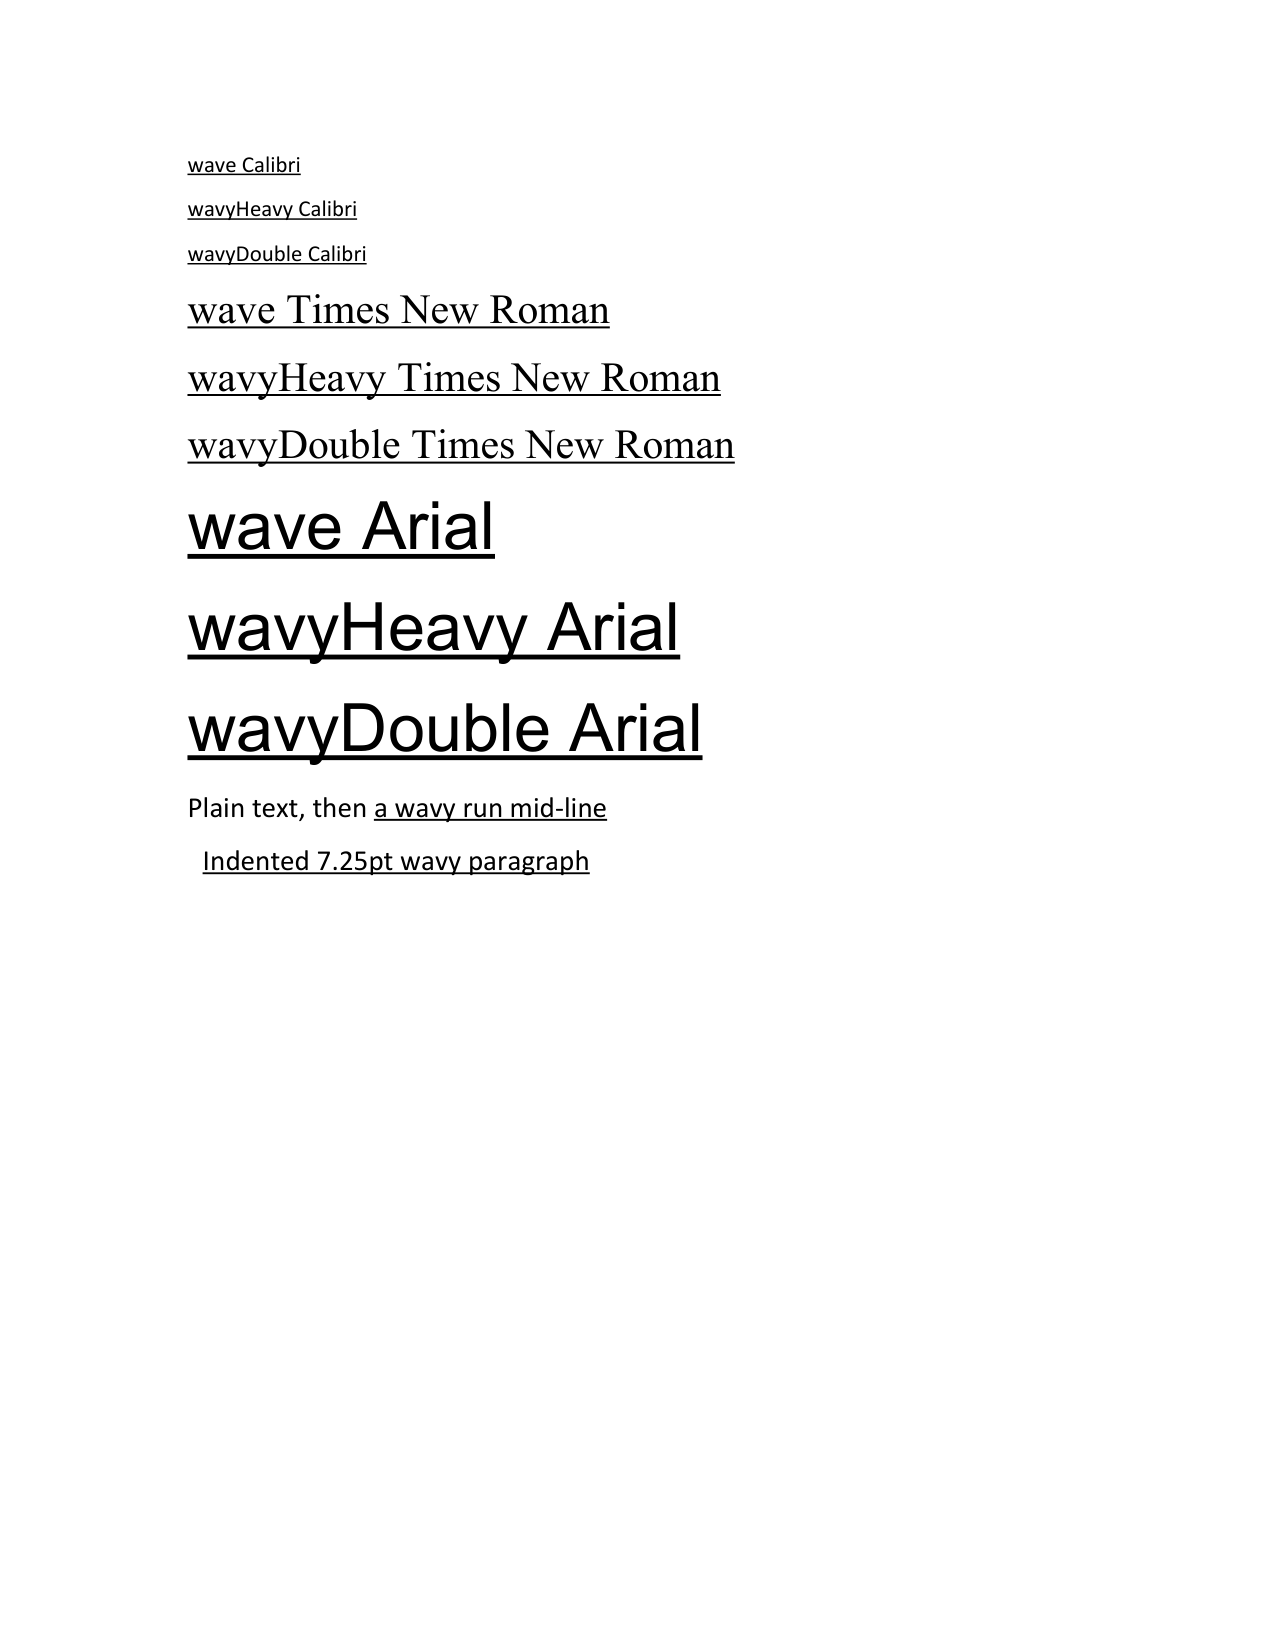 wave Calibri
wavyHeavy Calibri
wavyDouble Calibri
wave Times New Roman
wavyHeavy Times New Roman
wavyDouble Times New Roman
wave Arial
wavyHeavy Arial
wavyDouble Arial
Plain text, then a wavy run mid-line
Indented 7.25pt wavy paragraph